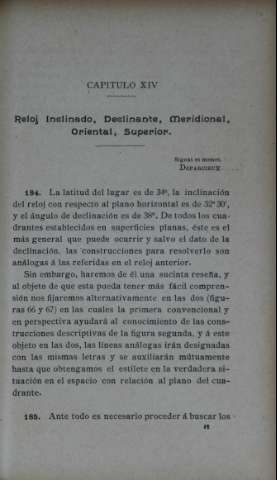 CAPITULO XIV
Reloj Inclinado, Declinante, Meridional,
Oriental, Superior.
Signat et monet.
DEPARCIEUX
184. La latitud del lugar es de 34º, la inclinación
del reloj con respecto al plano horizontal es de 52º 30',
y el ángulo de declinación es de 38º. De todos los cua-
drantes establecidos en superficies planas, éste es el
más general que puede ocurrir y salvo el dato de la
declinación, las construcciones para resolverlo son
análogas á las referidas en el reloj anterior.
Sin embargo, haremos de él una sucinta reseña, y
al objeto de que esta pueda tener más fácil compren-
sión nos fijaremos alternativamente en las dos (figu-
ras 66 y 67) en las cuales la primera convencional y
en perspectiva ayudará al conocimiento de las cons-
trucciones descriptivas de la figura segunda, y á este
objeto en las dos, las líneas análogas irán designadas
con las mismas letras y se auxiliarán mútuamente
hasta que obtengamos el estilete en la verdadera si-
tuación en el espacio con relación al plano del cua-
drante.
185. Ante todo es necesario proceder á buscar los